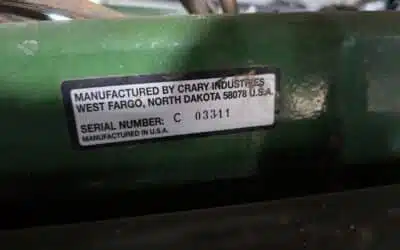 MANUFACTURED BY CRARY INDUSTRIES
WEST FARGO, NORTH DAKOTA 58078 U.S.A.
SERIAL NUMBER: C 03311
MANUFACTURED IN U.S.A.